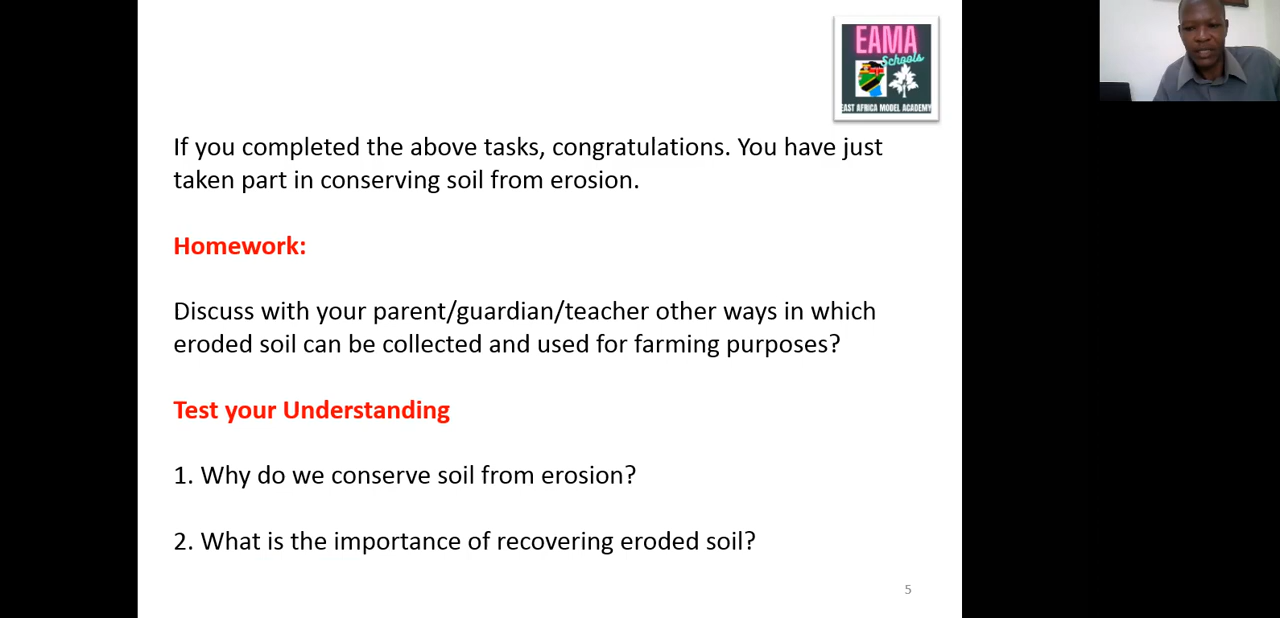 EAMA
Schools
EAST AFRICA MODEL ACADEMY
If you completed the above tasks, congratulations. You have just
taken part in conserving soil from erosion.
Homework:
Discuss with your parent/guardian/teacher other ways in which
eroded soil can be collected and used for farming purposes?
Test your Understanding
1. Why do we conserve soil from erosion?
2. What is the importance of recovering eroded soil?
5